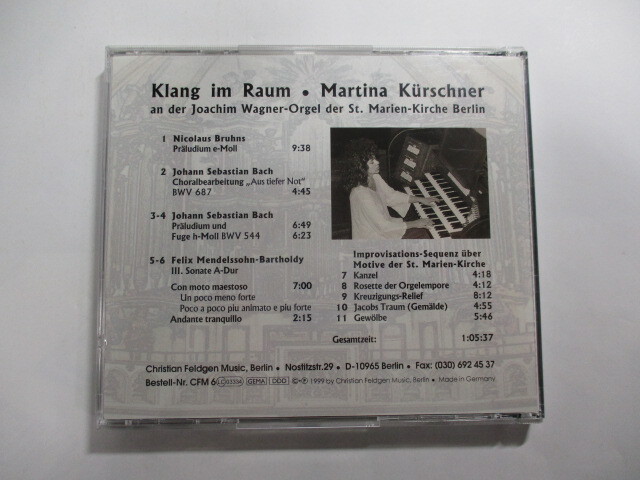 Klang im Raum • Martina Kürschner
an der Joachim Wagner-Orgel der St. Marien-Kirche Berlin
1 Nicolaus Bruhns
Präludium e-Moll 9:38
2 Johann Sebastian Bach
Choralbearbeitung „Aus tiefer Not"
BWV 687 4:45
3-4 Johann Sebastian Bach
Präludium und 6:49
Fuge h-Moll BWV 544 6:23
5-6 Felix Mendelssohn-Bartholdy
III. Sonate A-Dur
Con moto maestoso 7:00
Un poco meno forte
Poco a poco piu animato e piu forte
Andante tranquillo 2:15
Improvisations-Sequenz über
Motive der St. Marien-Kirche
7 Kanzel 4:18
8 Rosette der Orgelempore 4:12
9 Kreuzigungs-Relief 8:12
10 Jacobs Traum (Gemälde) 4:55
11 Gewölbe 5:46
Gesamtzeit: 1:05:37
Christian Feldgen Music, Berlin • Nostitzstr.29 • D-10965 Berlin • Fax: (030) 692 45 37
Bestell-Nr. CFM 6 GEMA DDD ©•℗ 1999 by Christian Feldgen Music, Berlin • Made in Germany